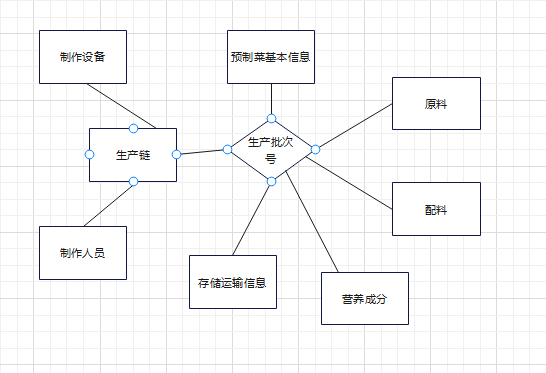 制作设备
预制菜基本信息
原料
生产链
生产批次
号
配料
制作人员
存储运输信息
营养成分